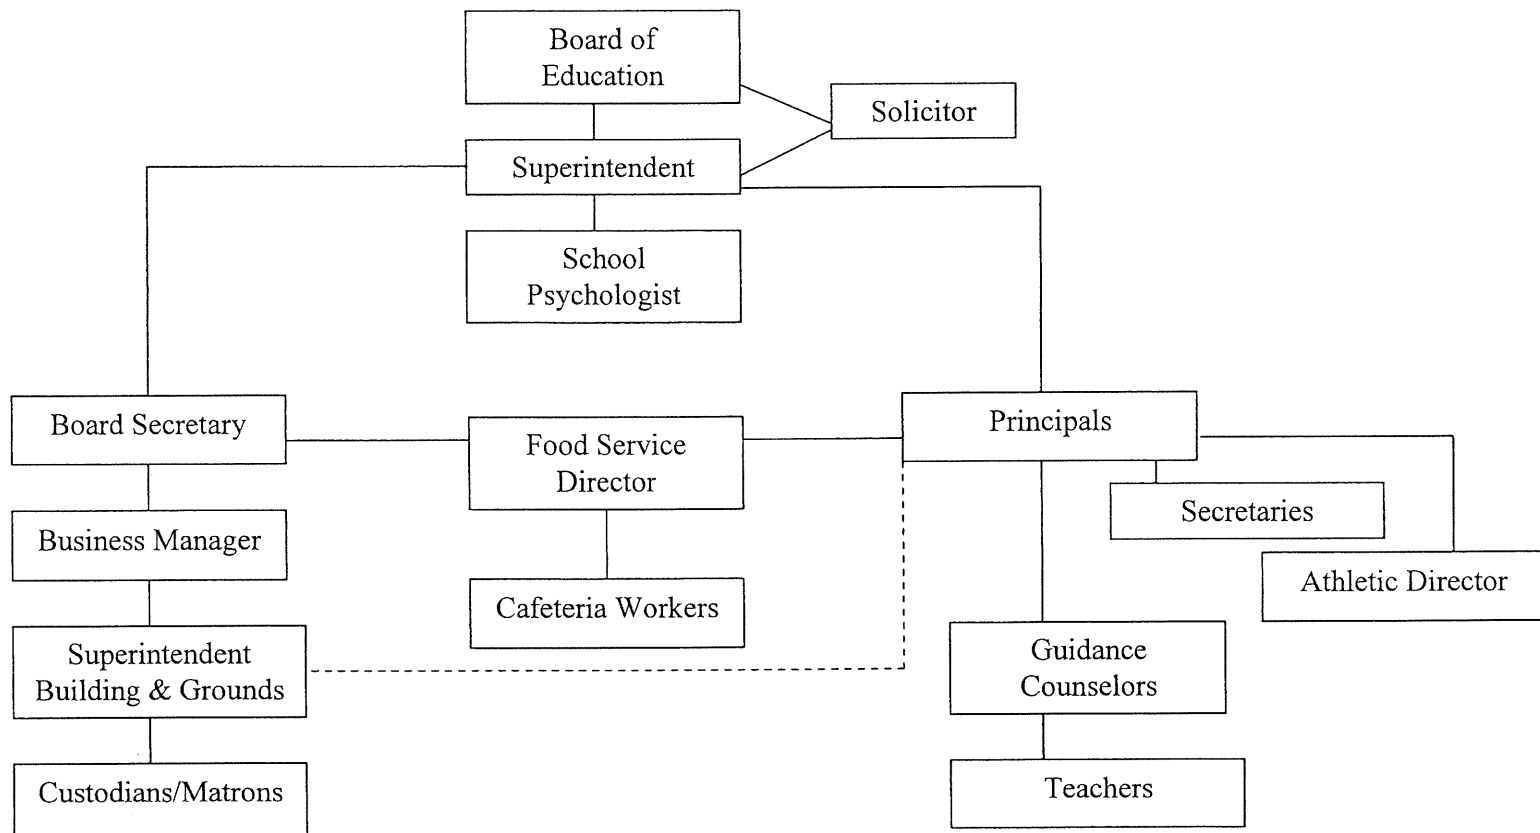 Board of
Education
Solicitor
Superintendent
School
Psychologist
Board Secretary
Food Service
Director
Principals
Secretaries
Business Manager
Athletic Director
Cafeteria Workers
Superintendent
Building & Grounds
Guidance
Counselors
Custodians/Matrons
Teachers